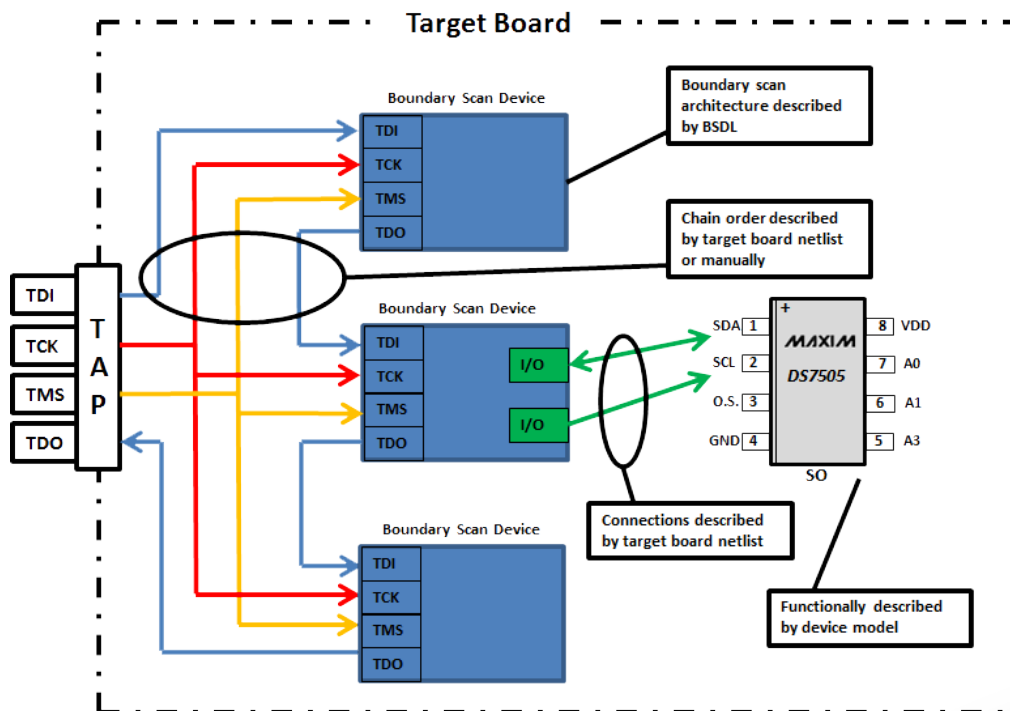 Target Board
Boundary Scan Device
TDI
TCK
TMS
TDO
Boundary scan
architecture described
by BSDL
Chain order described
by target board netlist
or manually
TDI
TCK
TMS
TDO
T
A
P
Boundary Scan Device
TDI
TCK
TMS
TDO
I/O
I/O
+
MAXIM
DS7505
SDA 1
SCL 2
O.S. 3
GND 4
8 VDD
7 A0
6 A1
5 A3
SO
Connections described
by target board netlist
Functionally described
by device model
Boundary Scan Device
TDI
TCK
TMS
TDO